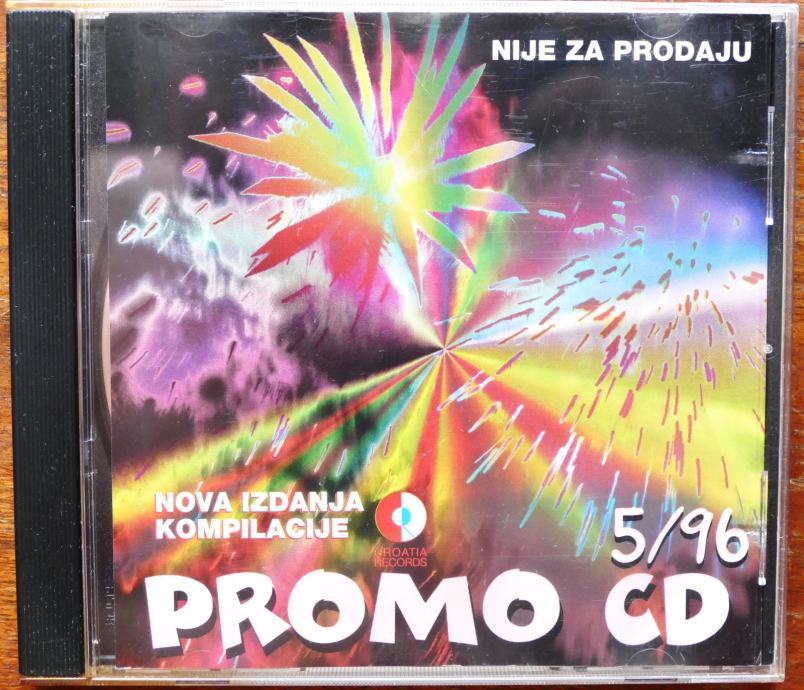 NIJE ZA PRODAJU
NOVA IZDANJA
KOMPILACIJE
CROATIA
RECORDS
5/96
PROMO CD